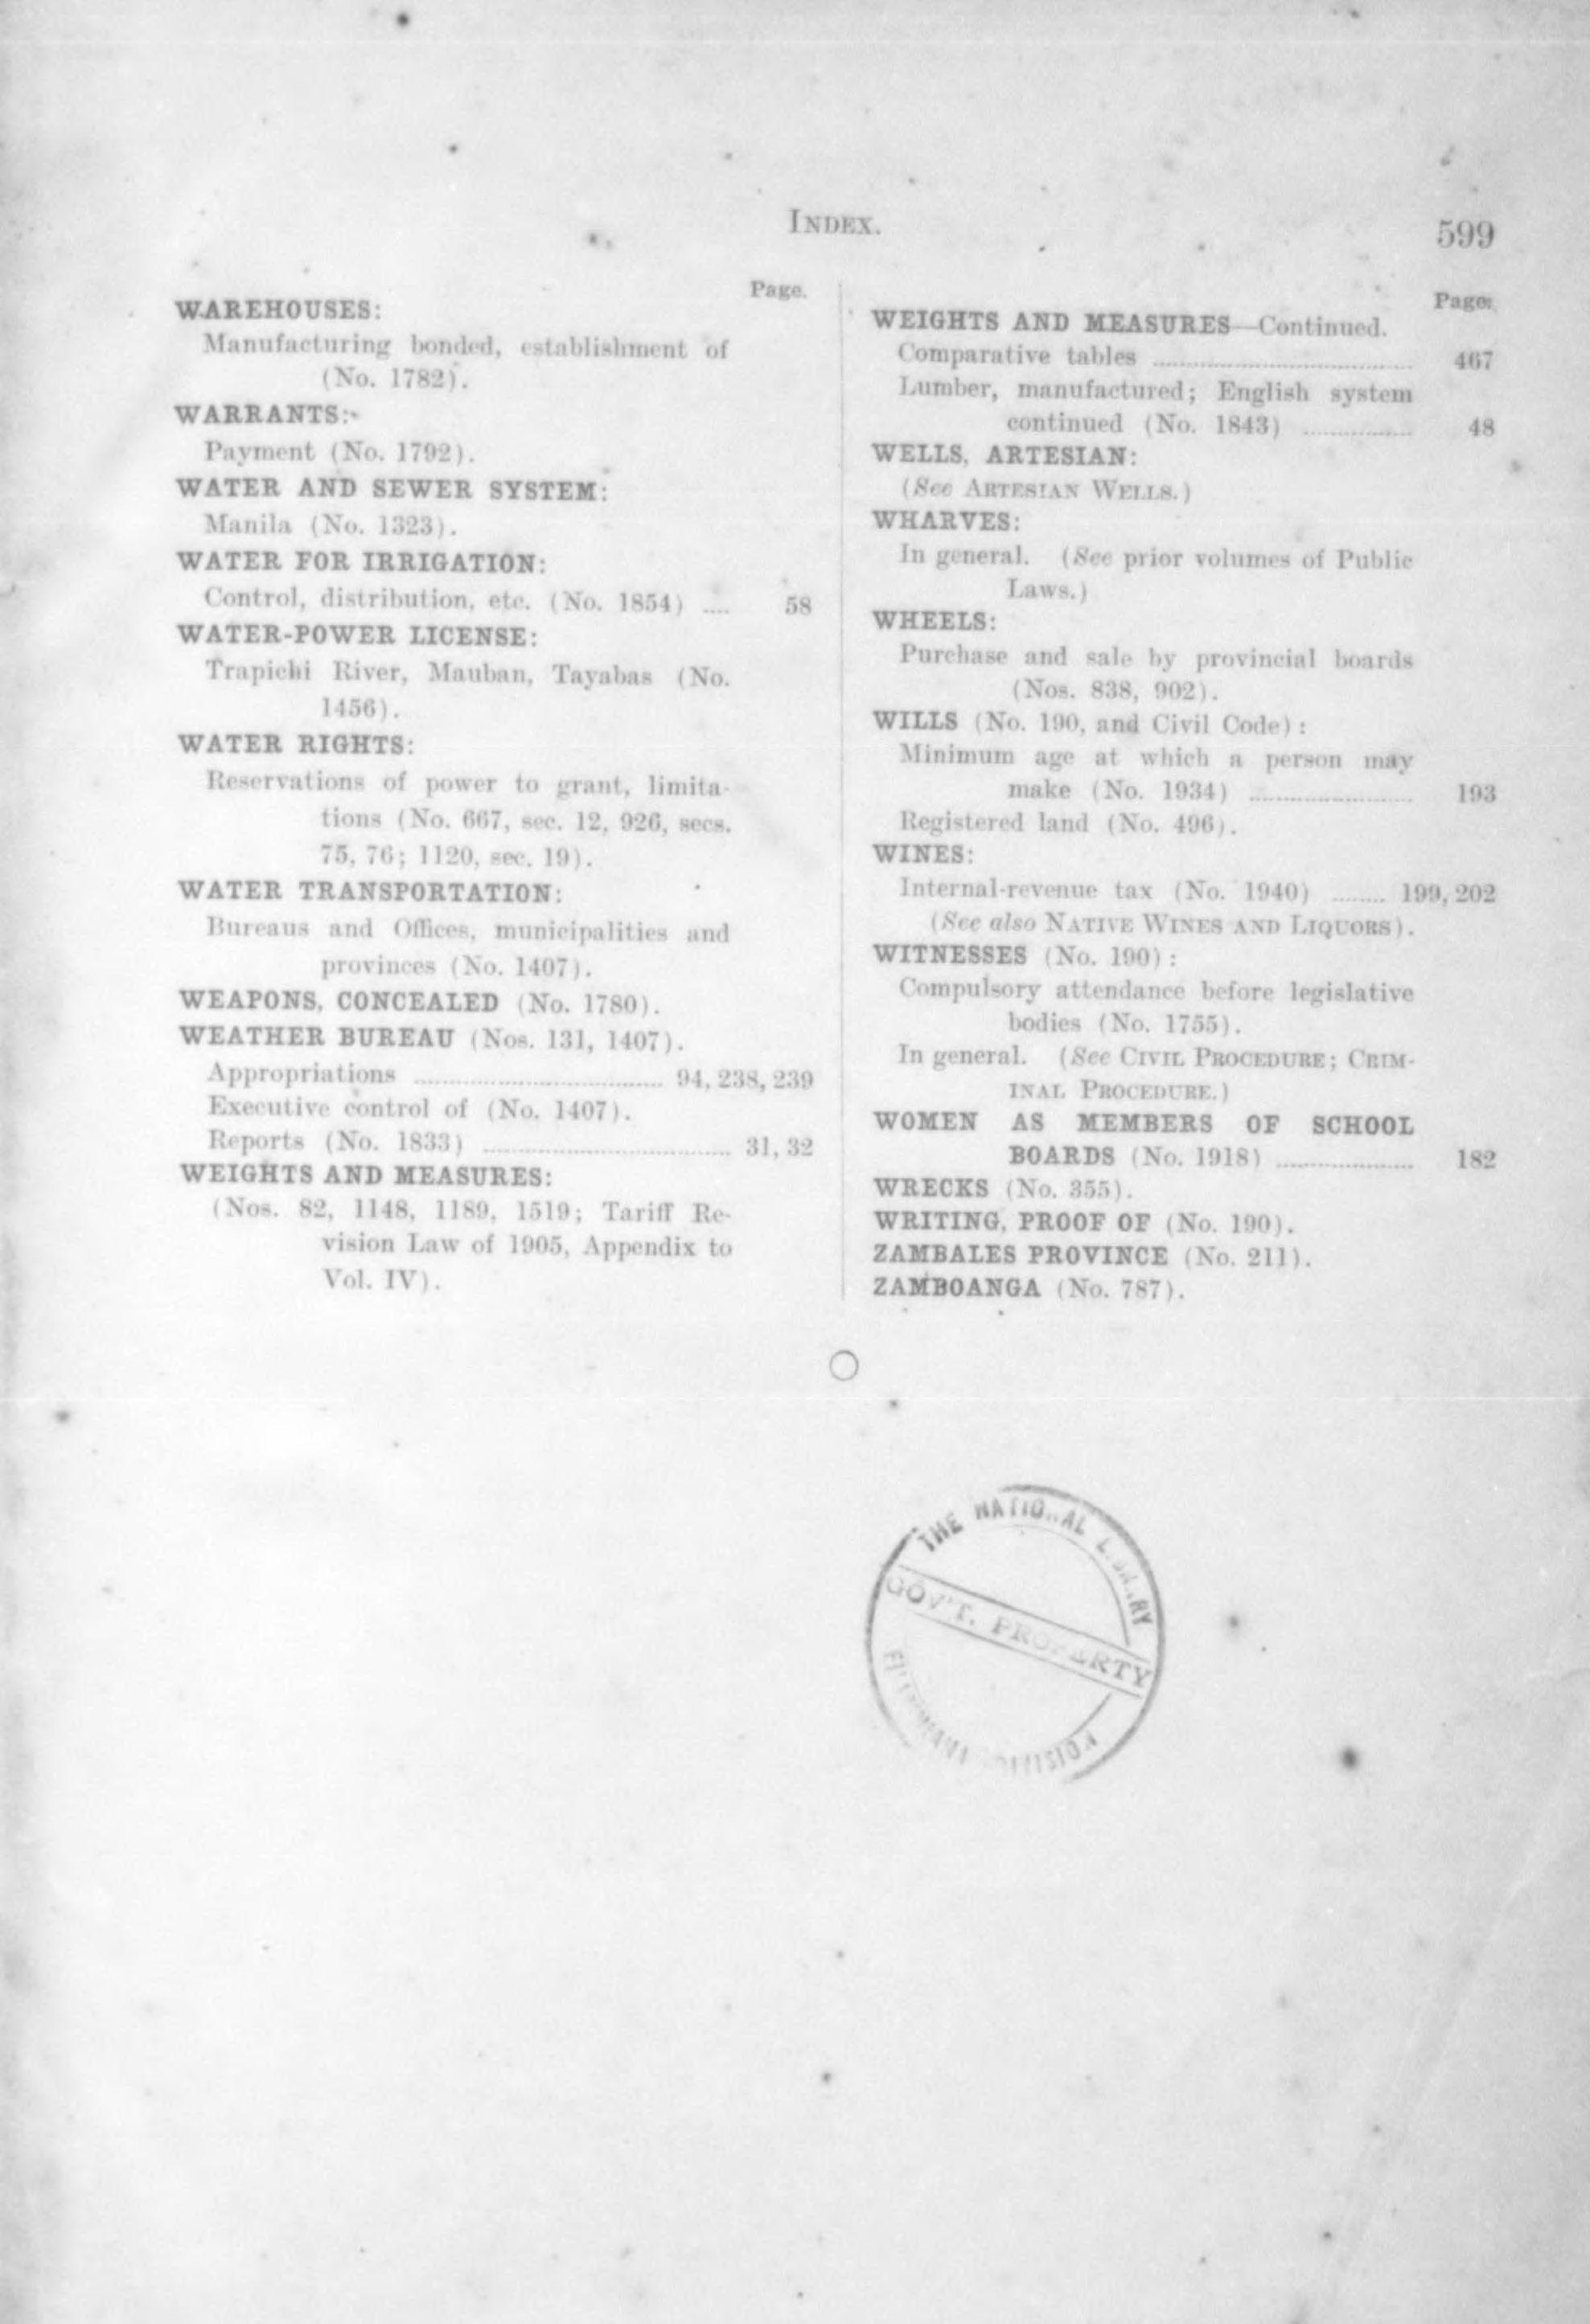 INDEX.
599
Page.
WAREHOUSES:
Manufacturing bonded, establishment of
(No. 1782).
WARRANTS:
Payment (No. 1792).
WATER AND SEWER SYSTEM:
Manila (No. 1323).
WATER FOR IRRIGATION:
Control, distribution, etc. (No. 1854) .... 58
WATER-POWER LICENSE:
Trapichi River, Mauban, Tayabas (No.
1456).
WATER RIGHTS:
Reservations of power to grant, limita-
tions (No. 667, sec. 12, 926, secs.
75, 76; 1120, sec. 19).
WATER TRANSPORTATION:
Bureaus and Offices, municipalities and
provinces (No. 1407).
WEAPONS, CONCEALED (No. 1780).
WEATHER BUREAU (Nos. 131, 1407).
Appropriations .................................... 94, 238, 239
Executive control of (No. 1407).
Reports (No. 1833) .................................... 31, 32
WEIGHTS AND MEASURES:
(Nos. 82, 1148, 1189, 1519; Tariff Re-
vision Law of 1905, Appendix to
Vol. IV).
Page.
WEIGHTS AND MEASURES—Continued.
Comparative tables .................................... 467
Lumber, manufactured; English system
continued (No. 1843) ................ 48
WELLS, ARTESIAN:
(See ARTESIAN WELLS.)
WHARVES:
In general. (See prior volumes of Public
Laws.)
WHEELS:
Purchase and sale by provincial boards
(Nos. 838, 902).
WILLS (No. 190, and Civil Code):
Minimum age at which a person may
make (No. 1934) ........................ 193
Registered land (No. 496).
WINES:
Internal-revenue tax (No. 1940) ........ 199, 202
(See also NATIVE WINES AND LIQUORS).
WITNESSES (No. 190):
Compulsory attendance before legislative
bodies (No. 1755).
In general. (See CIVIL PROCEDURE; CRIM-
INAL PROCEDURE.)
WOMEN AS MEMBERS OF SCHOOL
BOARDS (No. 1918) .................... 182
WRECKS (No. 355).
WRITING, PROOF OF (No. 190).
ZAMBALES PROVINCE (No. 211).
ZAMBOANGA (No. 787).
THE NATIONAL LIBRARY
GOV'T. PROPERTY
DIVISION